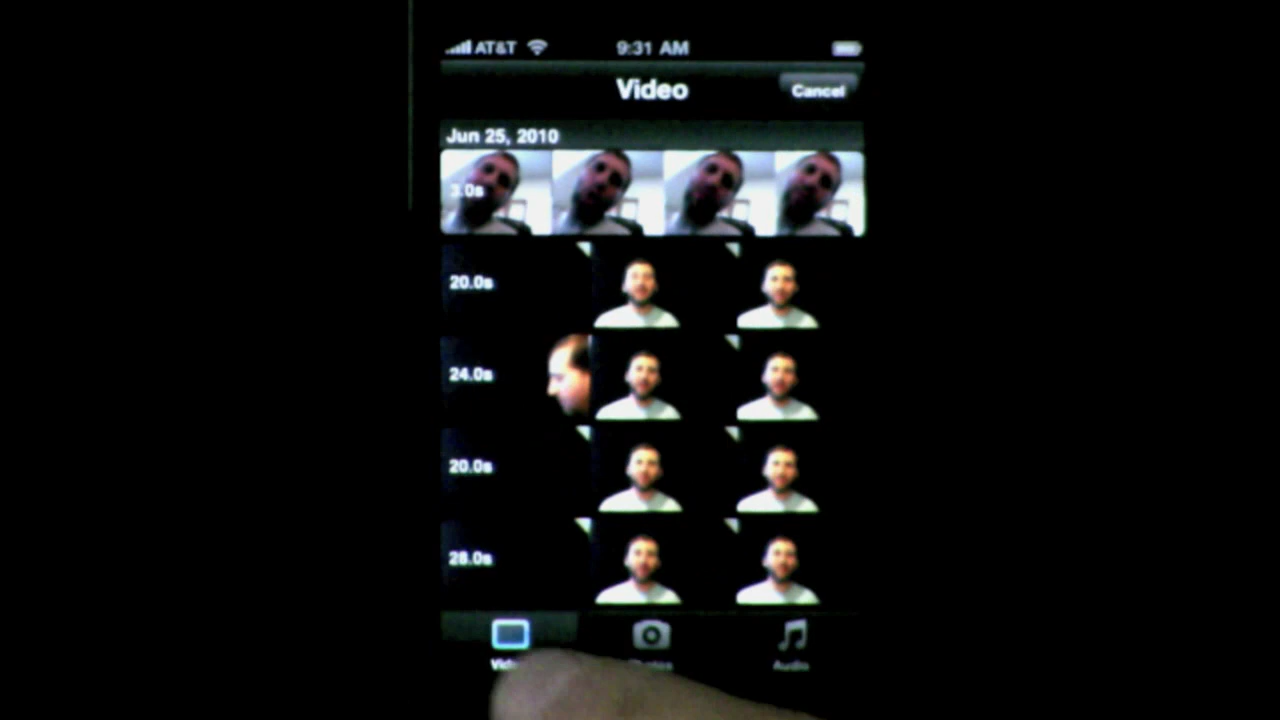 AT&T 9:31 AM
Video Cancel
Jun 25, 2010
3.0s
20.0s
24.0s
20.0s
28.0s
Audio